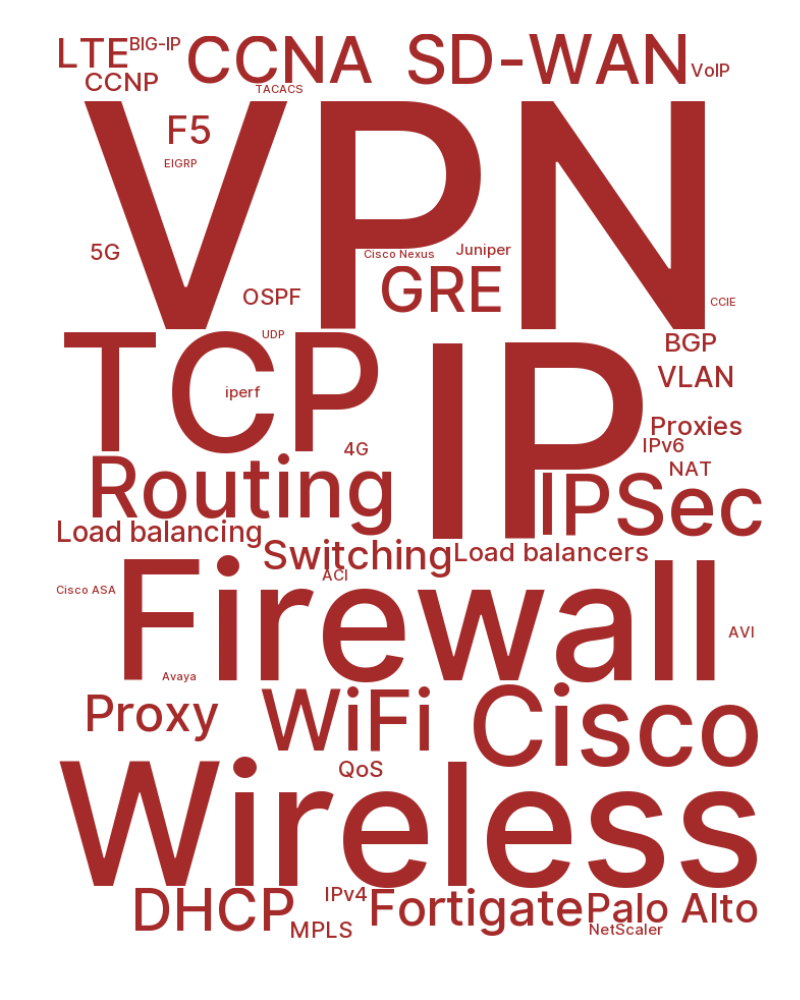 LTE
BIG-IP
CCNA
SD-WAN
VoIP
CCNP
TACACS
VPN
F5
EIGRP
5G
Cisco Nexus
Juniper
OSPF
GRE
CCIE
TCP
UDP
IP
BGP
VLAN
iperf
Proxies
IPv6
4G
NAT
Routing
IPSec
Load balancing
Switching
Load balancers
ACI
Cisco ASA
Firewall
AVI
Avaya
Proxy
WiFi
Cisco
QoS
Wireless
DHCP
IPv4
Fortigate
Palo Alto
MPLS
NetScaler